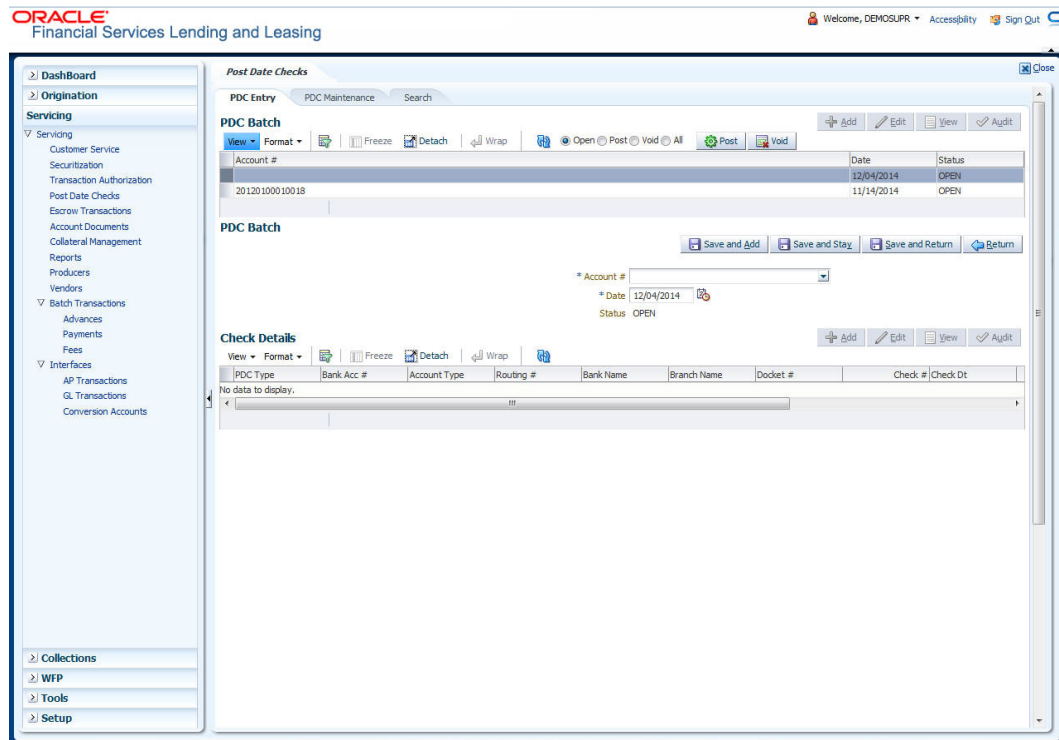 ORACLE
Financial Services Lending and Leasing
Welcome, DEMOSUPR
Accessibility
Sign Out
DashBoard
Origination
Servicing
Servicing
Customer Service
Securitization
Transaction Authorization
Post Date Checks
Escrow Transactions
Account Documents
Collateral Management
Reports
Producers
Vendors
Batch Transactions
Advances
Payments
Fees
Interfaces
AP Transactions
GL Transactions
Conversion Accounts
Collections
WFP
Tools
Setup
Post Date Checks
Close
PDC Entry PDC Maintenance Search
PDC Batch
Add Edit View Audit
View Format Freeze Detach Wrap Open Post Void All Post Void
Account # Date Status
12/04/2014 OPEN
20120100010018 11/14/2014 OPEN
PDC Batch
Save and Add Save and Stay Save and Return Return
* Account #
* Date 12/04/2014
Status OPEN
Check Details
Add Edit View Audit
View Format Freeze Detach Wrap
PDC Type Bank Acc # Account Type Routing # Bank Name Branch Name Docket # Check # Check Dt
No data to display.